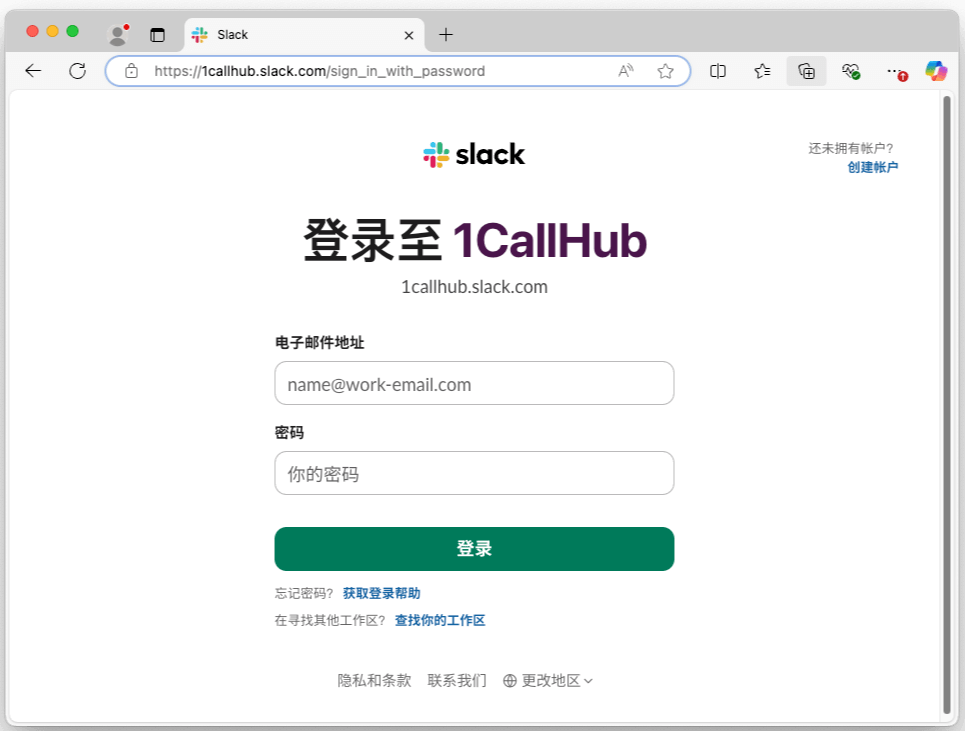 Slack
https://1callhub.slack.com/sign_in_with_password
slack
还未拥有帐户?
创建帐户
登录至 1CallHub
1callhub.slack.com
电子邮件地址
name@work-email.com
密码
你的密码
登录
忘记密码? 获取登录帮助
在寻找其他工作区? 查找你的工作区
隐私和条款 联系我们 更改地区